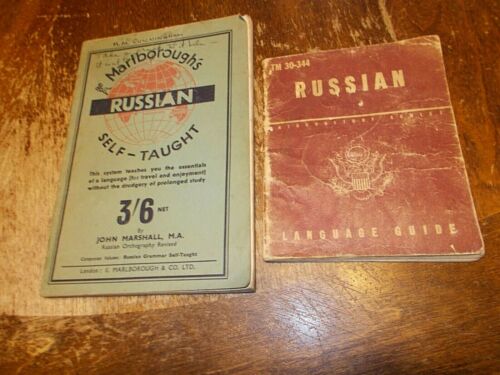 Marlborough's
RUSSIAN
SELF-TAUGHT
This system teaches you the essentials
of a language (for travel and enjoyment)
without the drudgery of prolonged study
3/6 NET
By
JOHN MARSHALL, M.A.
Russian Orthography Revised
Companion Volume: Russian Grammar Self-Taught
London: E. MARLBOROUGH & CO. LTD.
TM 30-344
RUSSIAN
LANGUAGE GUIDE